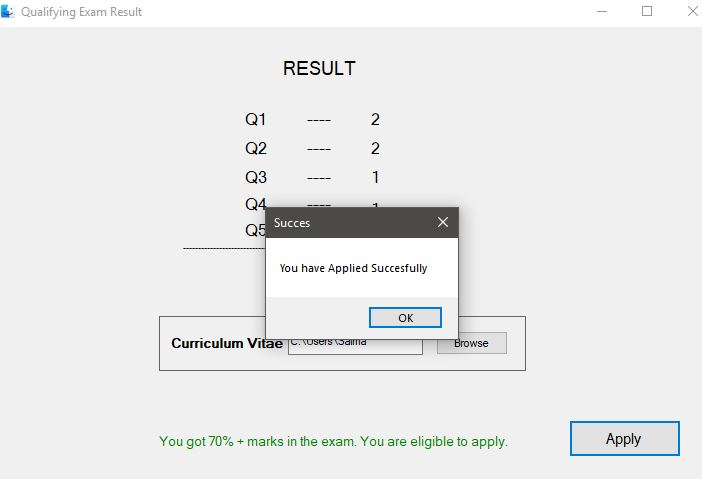 Qualifying Exam Result
RESULT
Q1 ---- 2
Q2 ---- 2
Q3 ---- 1
Q4 ----
Q5
Succes
You have Applied Succesfully
OK
Curriculum Vitae C:\Users\Salma Browse
You got 70% + marks in the exam. You are eligible to apply.
Apply